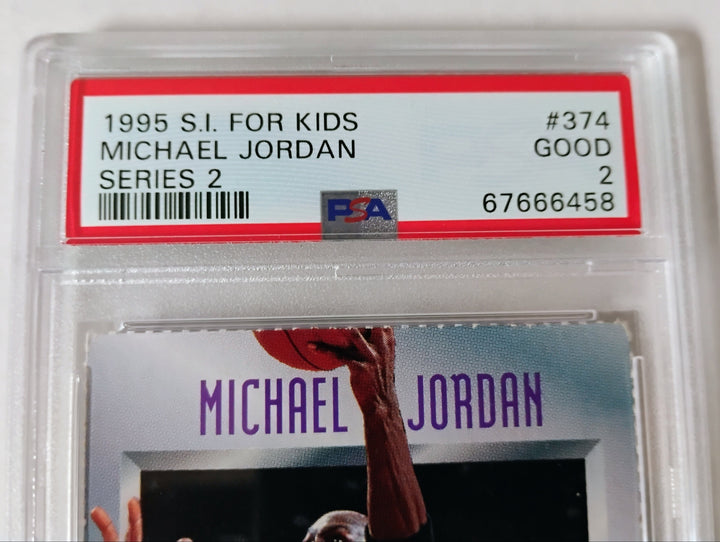 1995 S.I. FOR KIDS #374
MICHAEL JORDAN GOOD
SERIES 2 2
PSA 67666458
MICHAEL JORDAN